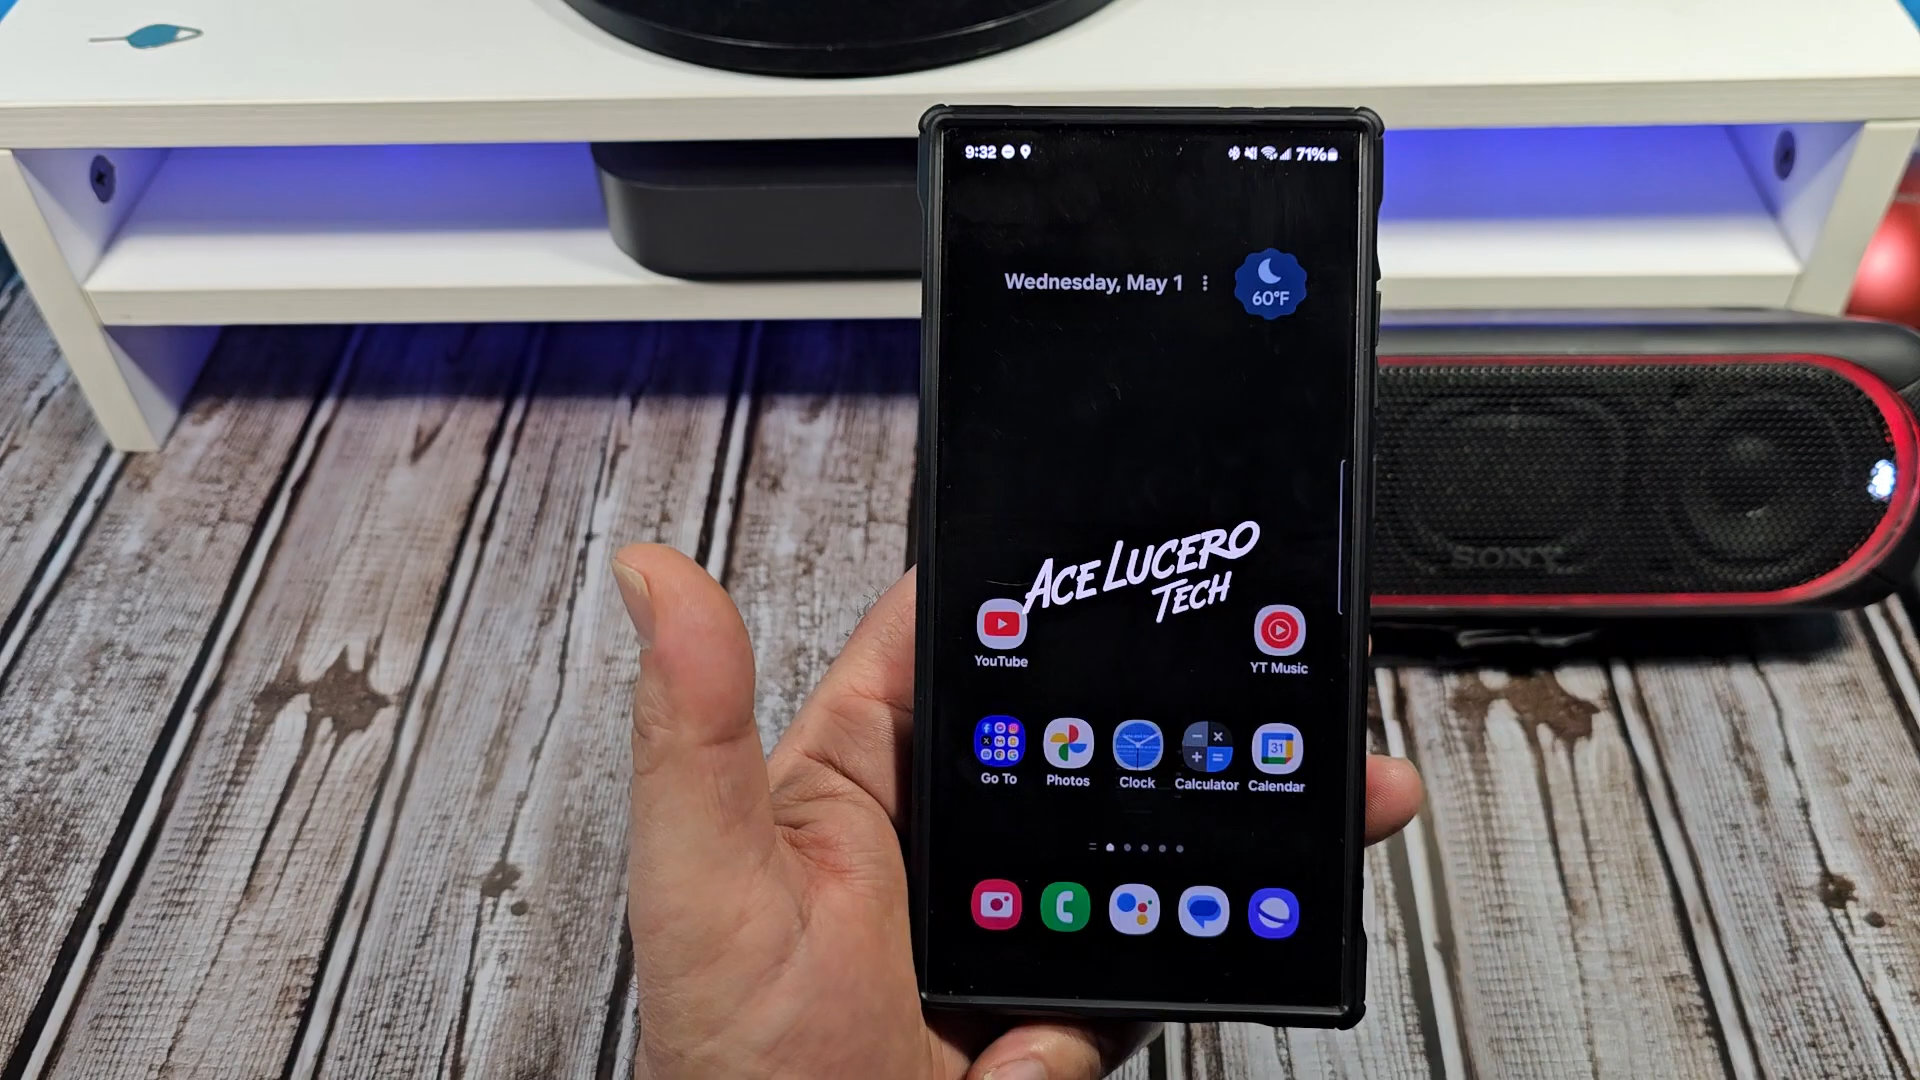 9:32
71%
Wednesday, May 1
60°F
ACE LUCERO
TECH
YouTube
YT Music
Go To
Photos
Clock
Calculator
31
Calendar
SONY